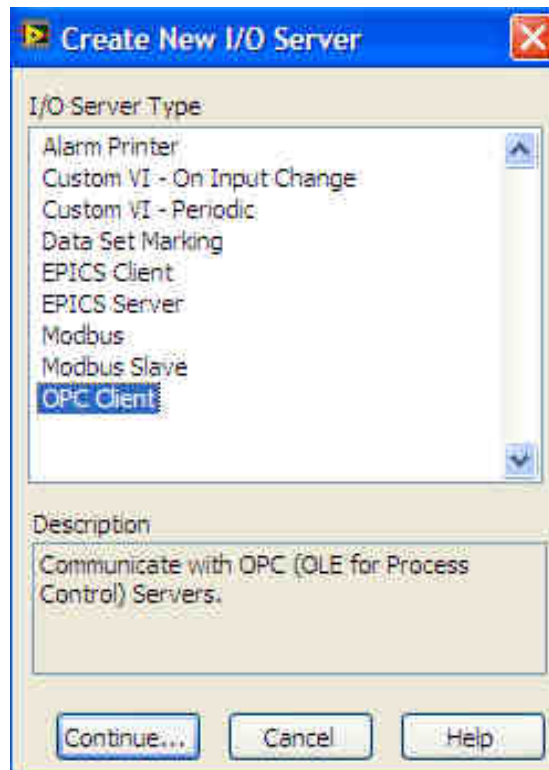 Create New I/O Server
I/O Server Type
Alarm Printer
Custom VI - On Input Change
Custom VI - Periodic
Data Set Marking
EPICS Client
EPICS Server
Modbus
Modbus Slave
OPC Client
Description
Communicate with OPC (OLE for Process
Control) Servers.
Continue... Cancel Help